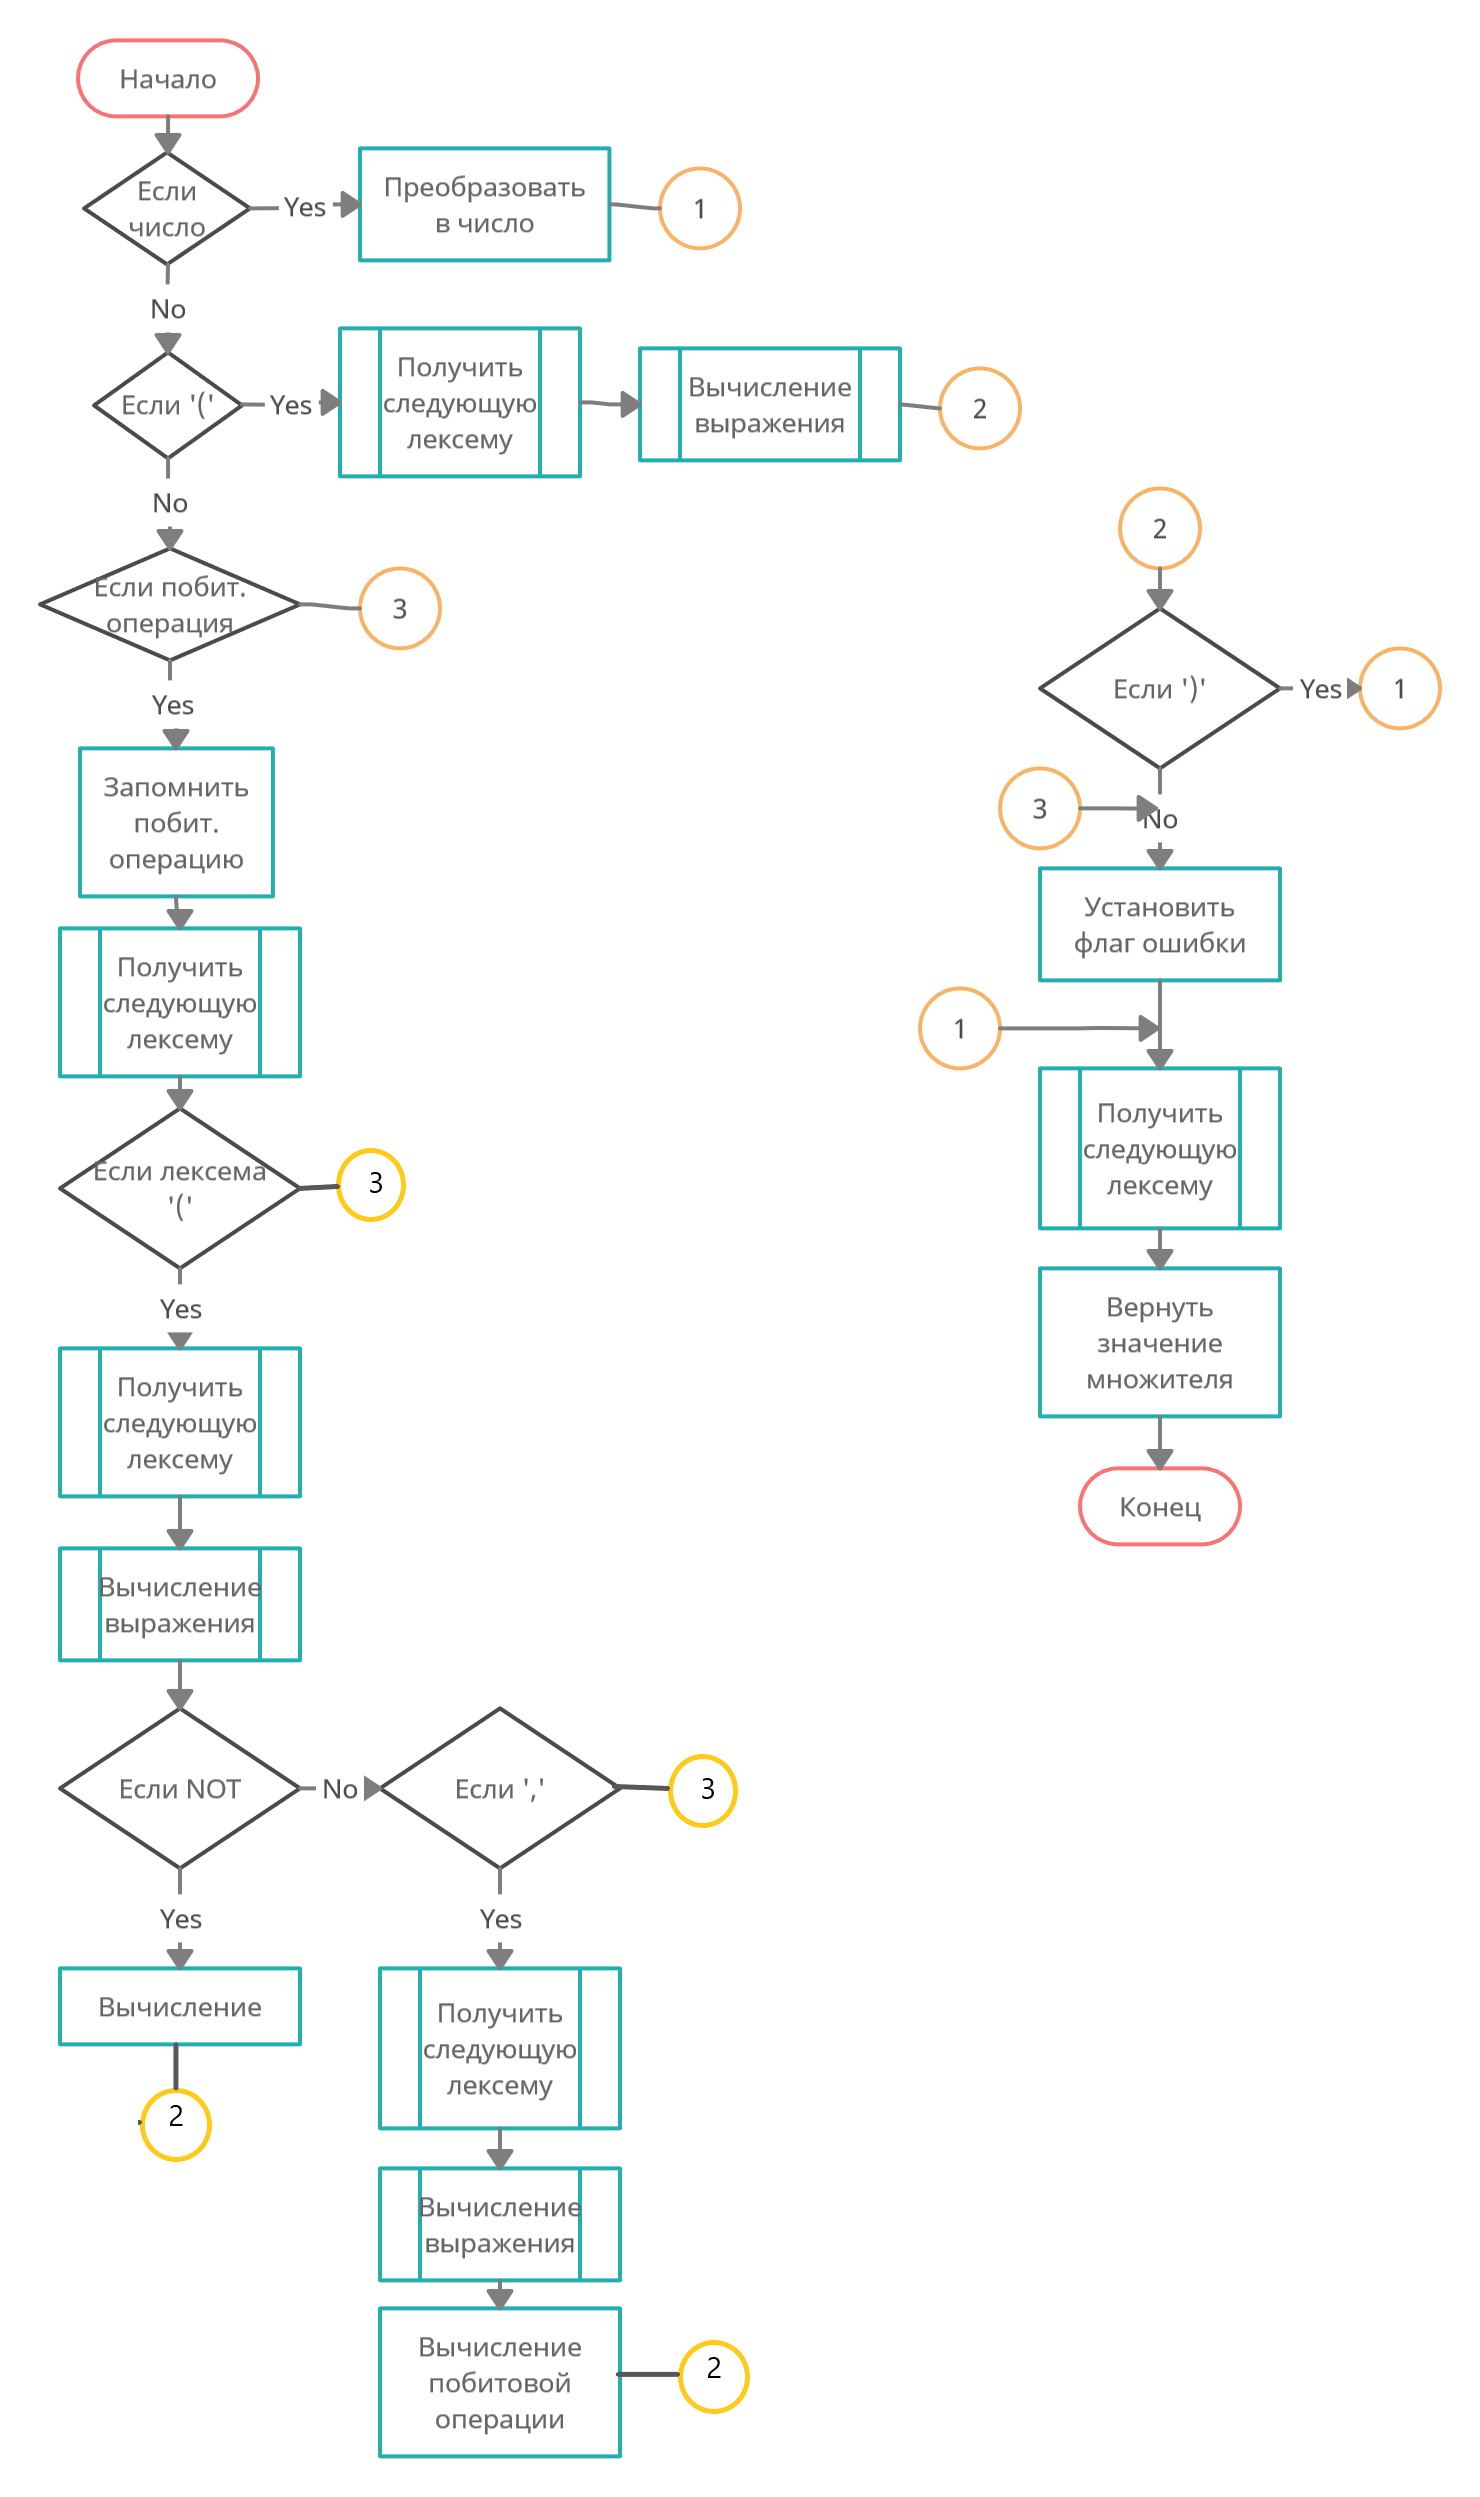 Начало
Если
число
Yes
Преобразовать
в число
1
No
Если '('
Yes
Получить
следующую
лексему
Вычисление
выражения
2
No
Если побит.
операция
3
Yes
Запомнить
побит.
операцию
Получить
следующую
лексему
Если лексема
'('
3
Yes
Получить
следующую
лексему
Вычисление
выражения
Если NOT
No
Если ','
3
Yes
Вычисление
2
Yes
Получить
следующую
лексему
Вычисление
выражения
Вычисление
побитовой
операции
2
2
Если ')'
Yes
1
3
No
Установить
флаг ошибки
1
Получить
следующую
лексему
Вернуть
значение
множителя
Конец